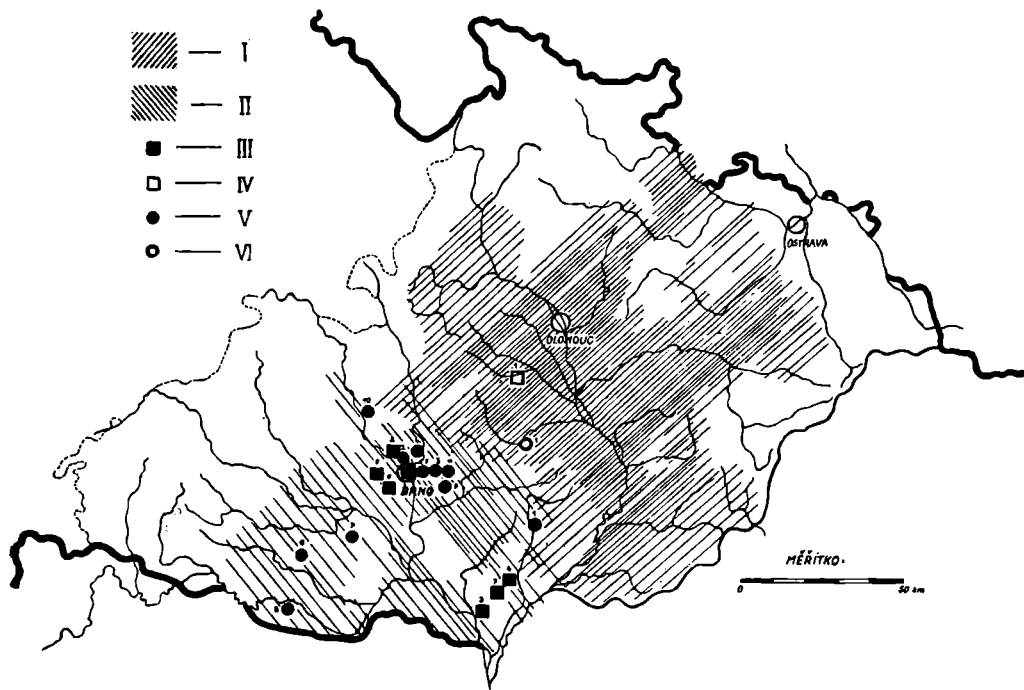 I
II
III
IV
V
VI
OSTRAVA
OLOMOUC
BRNO
MĚŘÍTKO:
0
50 km